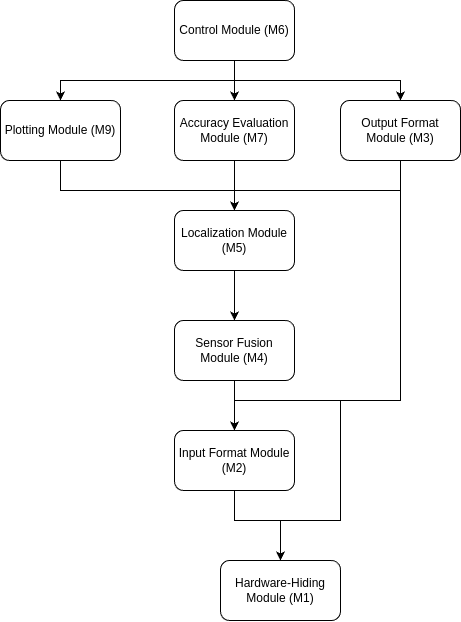 Control Module (M6)
Plotting Module (M9)
Accuracy Evaluation
Module (M7)
Output Format
Module (M3)
Localization Module
(M5)
Sensor Fusion
Module (M4)
Input Format Module
(M2)
Hardware-Hiding
Module (M1)